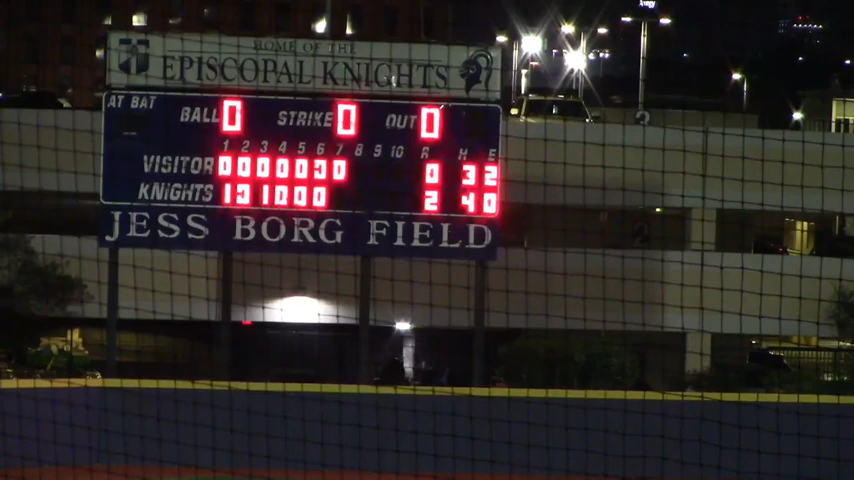 HOME OF THE
EPISCOPAL KNIGHTS
AT BAT BALL 0 STRIKE 0 OUT 0
1 2 3 4 5 6 7 8 9 10 R H E
VISITOR 0 0 0 0 0 0 0 0 3 2
KNIGHTS 1 0 1 0 0 0 2 4 0
JESS BORG FIELD
3
2